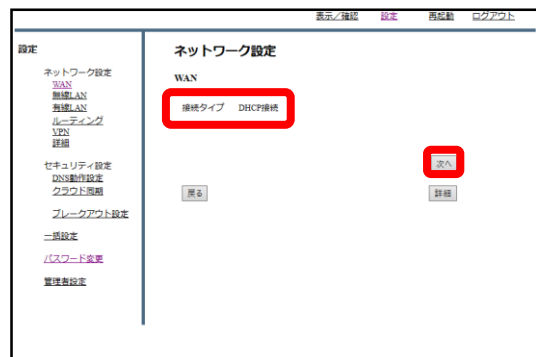 表示／確認 設定 再起動 ログアウト
設定
ネットワーク設定
WAN
無線LAN
有線LAN
ルーティング
VPN
詳細
セキュリティ設定
DNS動作設定
クラウド同期
ブレークアウト設定
一括設定
パスワード変更
管理者設定
ネットワーク設定
WAN
接続タイプ DHCP接続
次へ
戻る 詳細